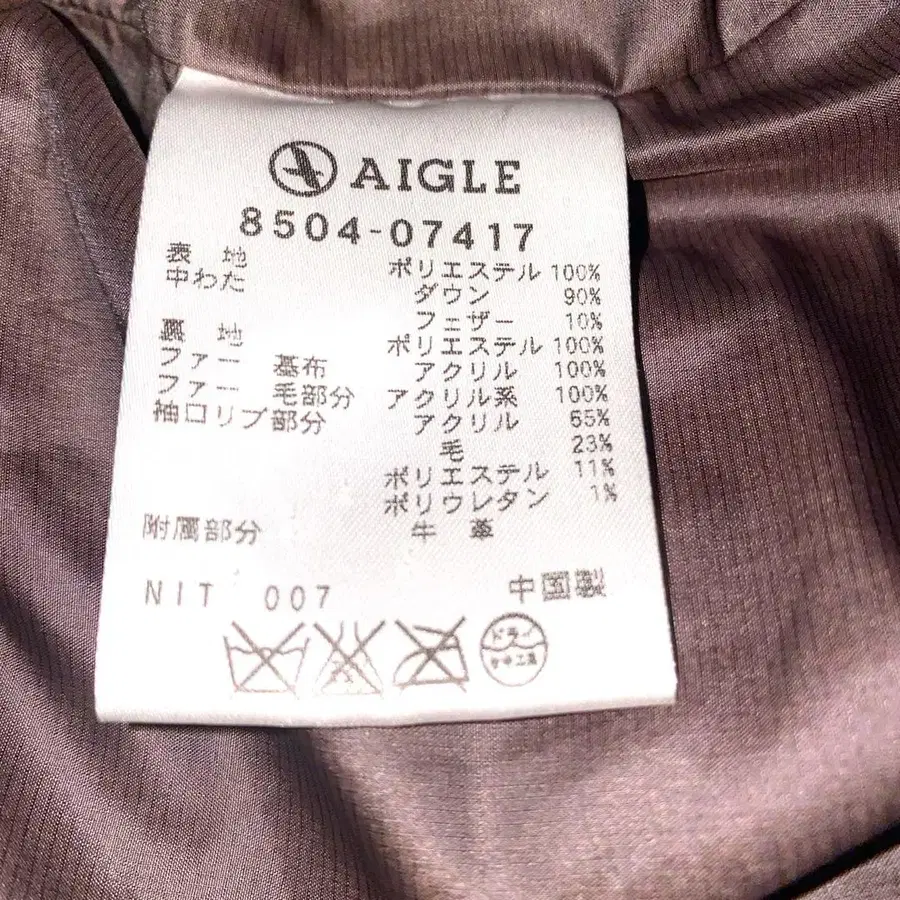 AIGLE
8504-07417
表 地 ポリエステル 100%
中わた ダウン 90%
フェザー 10%
裏 地 ポリエステル 100%
ファー 基布 アクリル 100%
ファー 毛部分 アクリル系 100%
袖口リブ部分 アクリル 65%
毛 23%
ポリエステル 11%
ポリウレタン 1%
附属部分 牛 革
NIT 007 中国製
ドライ